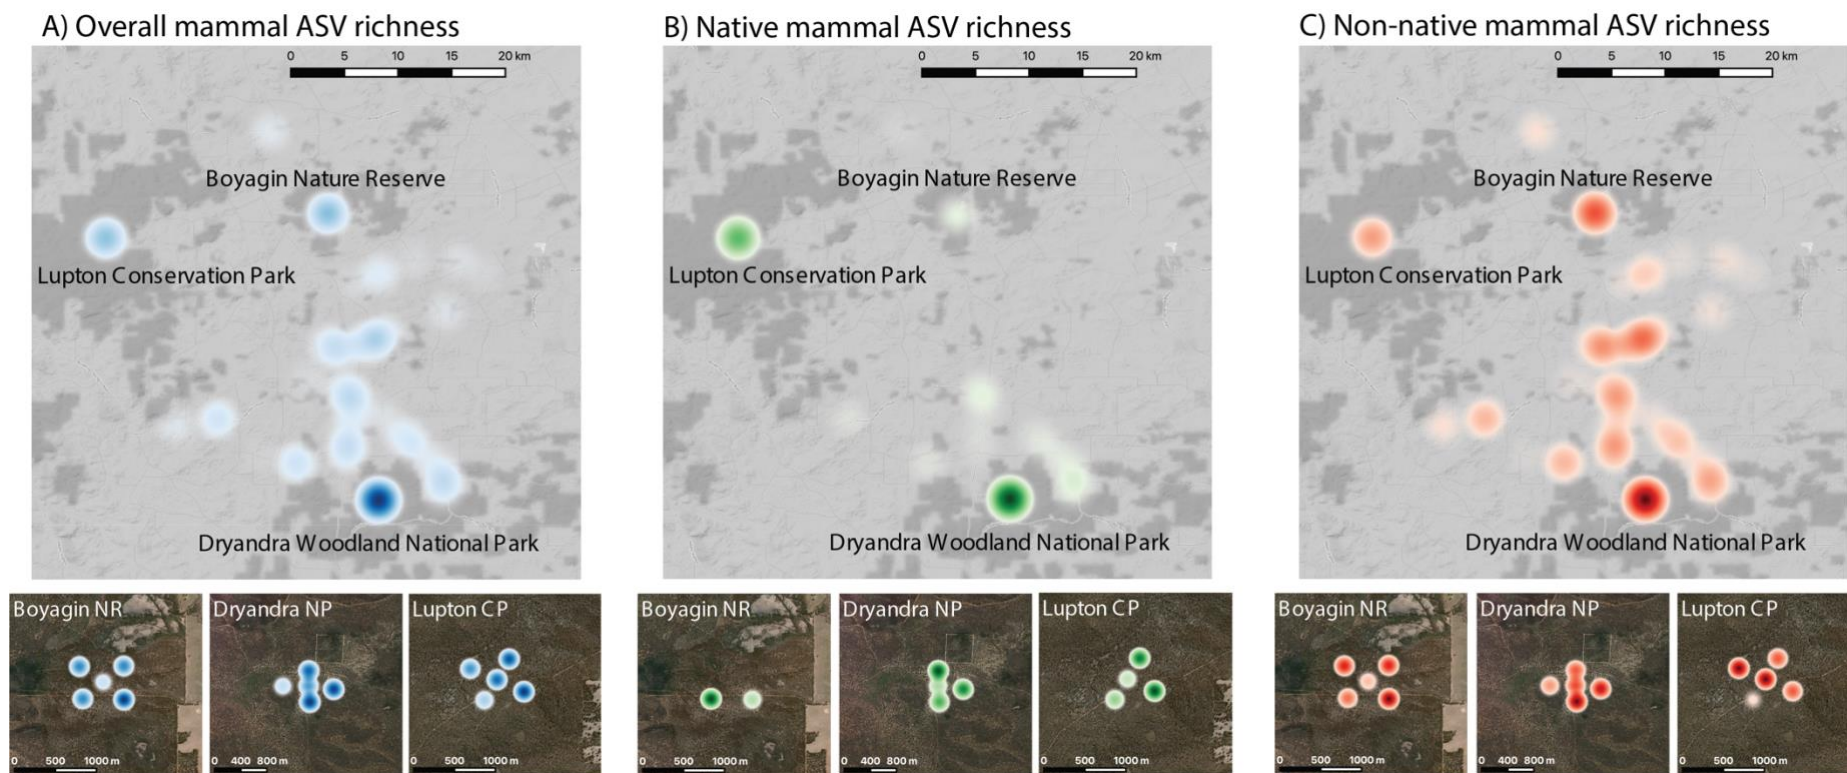 A) Overall mammal ASV richness
0 5 10 15 20 km
Boyagin Nature Reserve
Lupton Conservation Park
Dryandra Woodland National Park
Boyagin NR
0 500 1000 m
Dryandra NP
0 400 800 m
Lupton CP
0 500 1000 m
B) Native mammal ASV richness
0 5 10 15 20 km
Boyagin Nature Reserve
Lupton Conservation Park
Dryandra Woodland National Park
Boyagin NR
0 500 1000 m
Dryandra NP
0 400 800 m
Lupton CP
0 500 1000 m
C) Non-native mammal ASV richness
0 5 10 15 20 km
Boyagin Nature Reserve
Lupton Conservation Park
Dryandra Woodland National Park
Boyagin NR
0 500 1000 m
Dryandra NP
0 400 800 m
Lupton CP
0 500 1000 m